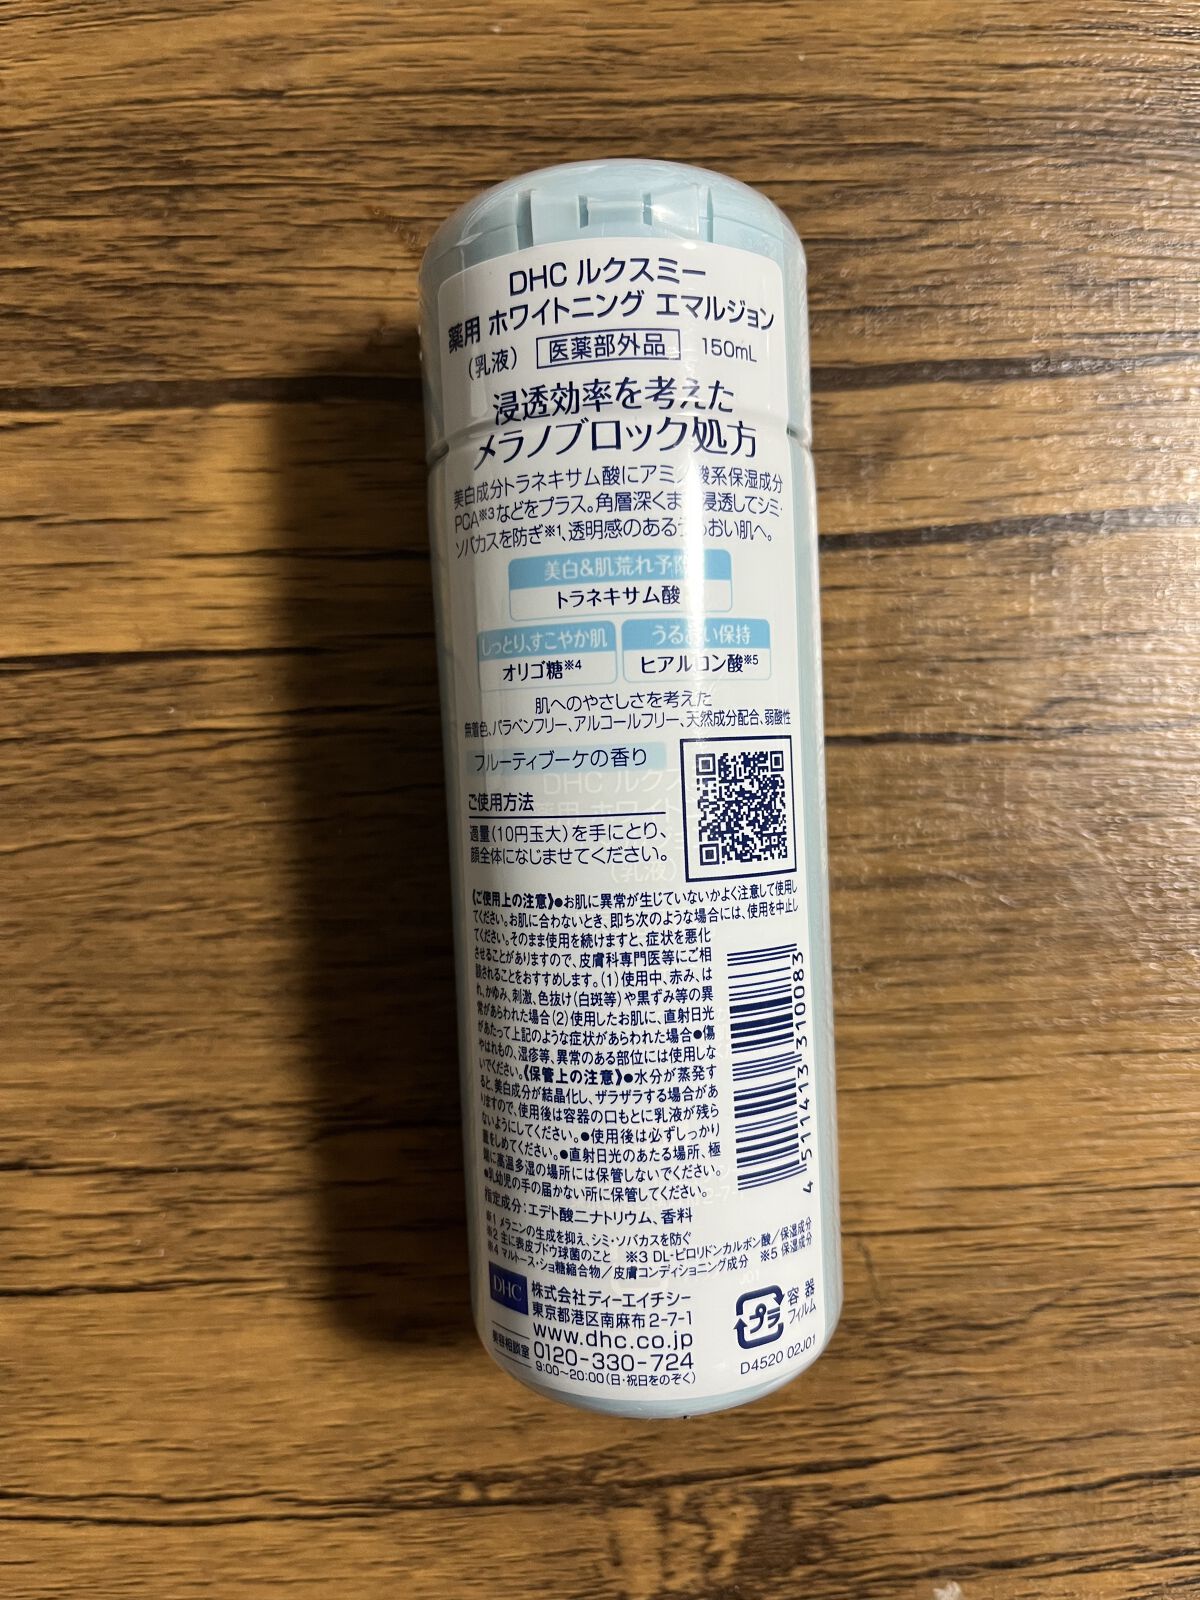 DHC ルクスミー
薬用 ホワイトニング エマルジョン
（乳液） 医薬部外品 150mL
浸透効率を考えた
メラノブロック処方
美白成分トラネキサム酸にアミノ酸系保湿成分
PCA※3などをプラス。角層深くまで浸透してシミ・
ソバカスを防ぎ※1、透明感のあるうるおい肌へ。
美白&肌荒れ予防
トラネキサム酸
しっとり、すこやか肌
オリゴ糖※4
うるおい保持
ヒアルロン酸※5
肌へのやさしさを考えた
無着色、パラベンフリー、アルコールフリー、天然成分配合、弱酸性
フルーティブーケの香り
ご使用方法
適量（10円玉大）を手にとり、
顔全体になじませてください。
《ご使用上の注意》●お肌に異常が生じていないかよく注意して使用し
てください。お肌に合わないとき、即ち次のような場合には、使用を中止し
てください。そのまま使用を続けますと、症状を悪化
させることがありますので、皮膚科専門医等にご相
談されることをおすすめします。（1）使用中、赤み、は
れ、かゆみ、刺激、色抜け（白斑等）や黒ずみ等の異
常があらわれた場合（2）使用したお肌に、直射日光
があたって上記のような症状があらわれた場合●傷
やはれもの、湿疹等、異常のある部位には使用しな
いでください。《保管上の注意》●水分が蒸発す
ると、美白成分が結晶化し、ザラザラする場合があ
りますので、使用後は容器の口もとに乳液が残ら
ないようにしてください。●使用後は必ずしっかり
蓋をしめてください。●直射日光のあたる場所、極
端に高温多湿の場所には保管しないでください。
●乳幼児の手の届かない所に保管してください。
指定成分：エデト酸二ナトリウム、香料
※1 メラニンの生成を抑え、シミ・ソバカスを防ぐ
※2 主に表皮ブドウ球菌のこと ※3 DL-ピロリドンカルボン酸／保湿成分
※4 マルトース・ショ糖縮合物／皮膚コンディショニング成分 ※5 保湿成分
4 511413 310083
DHC 株式会社ディーエイチシー
東京都港区南麻布2-7-1
www.dhc.co.jp
美容相談室 0120-330-724
9:00〜20:00（日・祝日をのぞく）
プラ 容器
フィルム
D4520 02J01